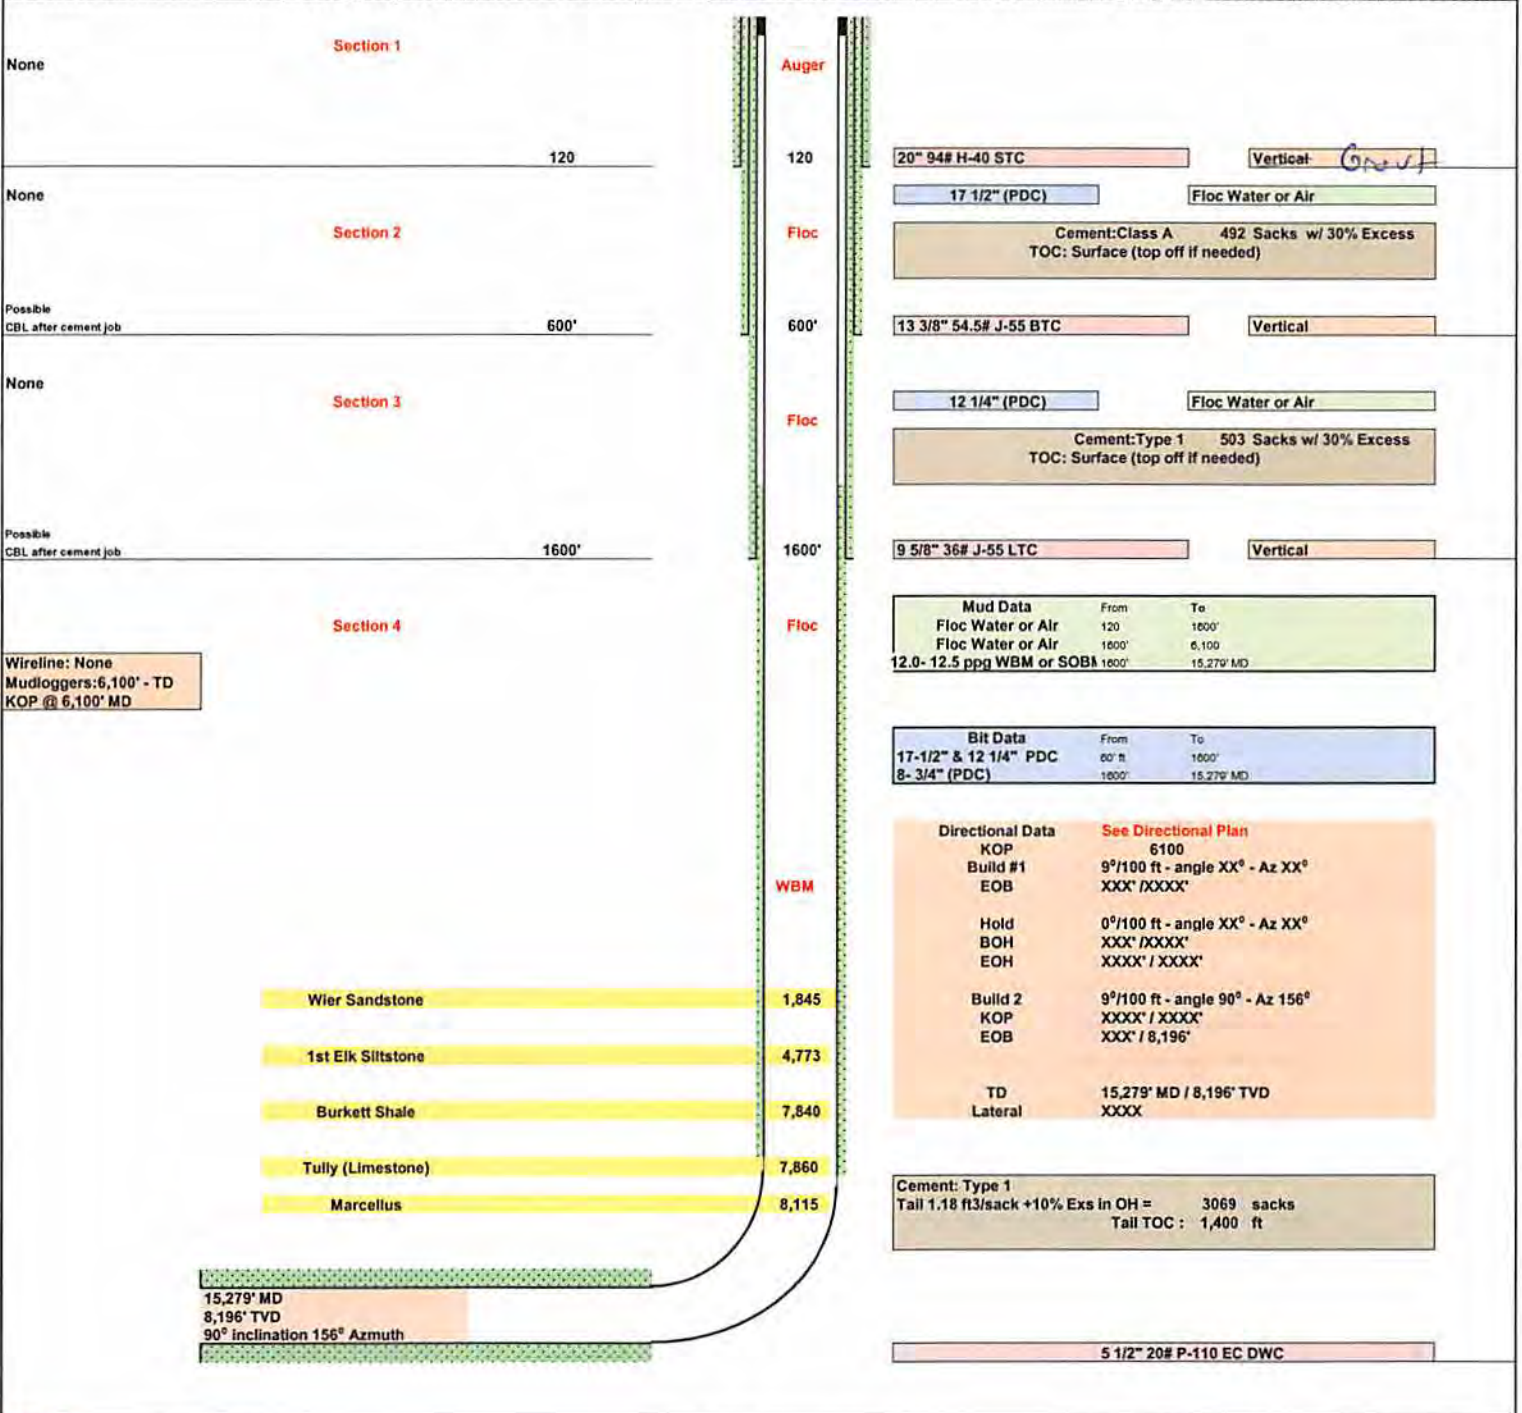 Section 1
None
Auger
120
120
20" 94# H-40 STC
Vertical Grout
None
17 1/2" (PDC)
Floc Water or Air
Section 2
Floc
Cement:Class A 492 Sacks w/ 30% Excess
TOC: Surface (top off if needed)
Possible
CBL after cement job
600'
600'
13 3/8" 54.5# J-55 BTC
Vertical
None
Section 3
Floc
12 1/4" (PDC)
Floc Water or Air
Cement:Type 1 503 Sacks w/ 30% Excess
TOC: Surface (top off if needed)
Possible
CBL after cement job
1600'
1600'
9 5/8" 36# J-55 LTC
Vertical
Section 4
Floc
Mud Data From To
Floc Water or Air 120 1600'
Floc Water or Air 1600' 6,100
12.0- 12.5 ppg WBM or SOBM 1600' 15,279' MD
Wireline: None
Mudloggers:6,100' - TD
KOP @ 6,100' MD
Bit Data From To
17-1/2" & 12 1/4" PDC 60' ft 1600'
8- 3/4" (PDC) 1600' 15,279' MD
Directional Data See Directional Plan
KOP 6100
Build #1 9⁰/100 ft - angle XX⁰ - Az XX⁰
EOB XXX' /XXXX'
WBM
Hold 0⁰/100 ft - angle XX⁰ - Az XX⁰
BOH XXX' /XXXX'
EOH XXXX' / XXXX'
Build 2 9⁰/100 ft - angle 90⁰ - Az 156⁰
KOP XXXX' / XXXX'
EOB XXX' / 8,196'
TD 15,279' MD / 8,196' TVD
Lateral XXXX
Wier Sandstone 1,845
1st Elk Siltstone 4,773
Burkett Shale 7,840
Tully (Limestone) 7,860
Marcellus 8,115
Cement: Type 1
Tail 1.18 ft3/sack +10% Exs in OH = 3069 sacks
Tail TOC : 1,400 ft
15,279' MD
8,196' TVD
90⁰ inclination 156⁰ Azimuth
5 1/2" 20# P-110 EC DWC